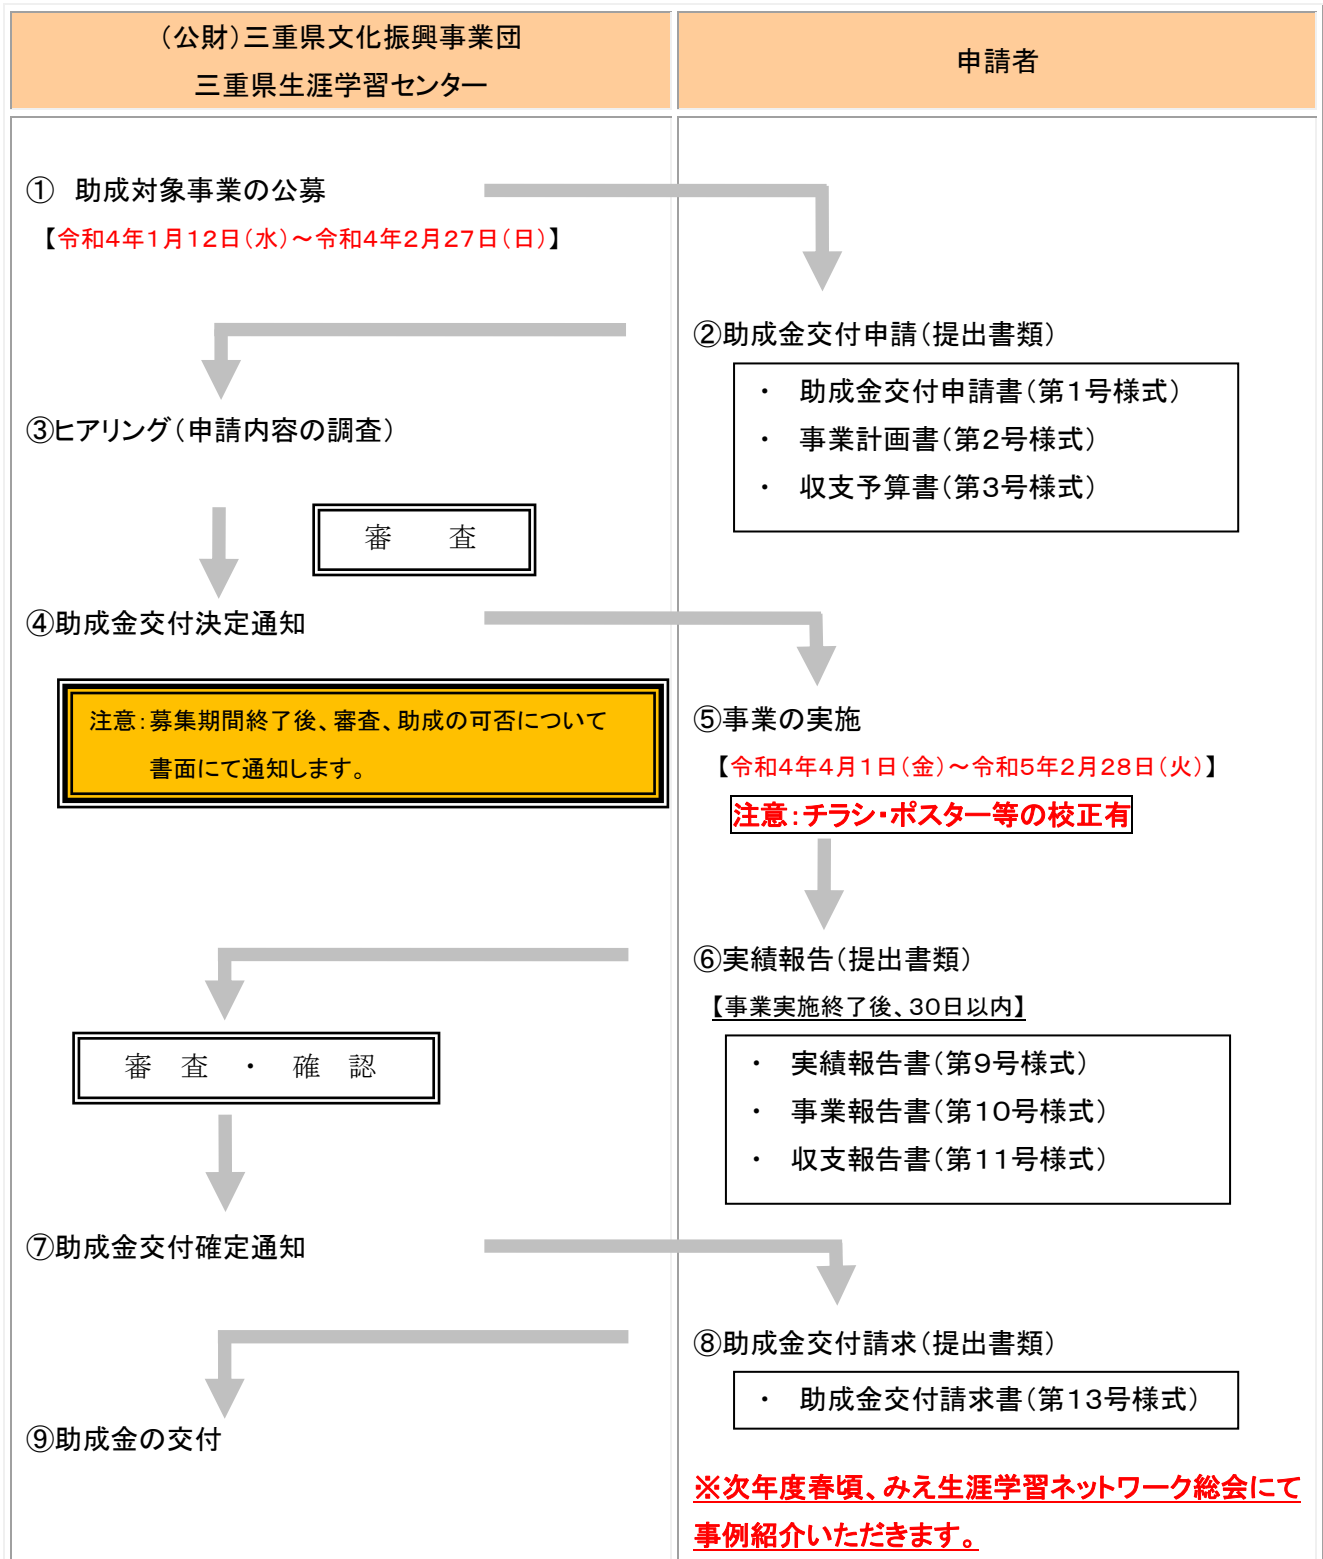 （公財）三重県文化振興事業団
三重県生涯学習センター
申請者
①　助成対象事業の公募
【令和４年１月１２日（水）～令和４年２月２７日（日）】
②助成金交付申請（提出書類）
・　助成金交付申請書（第１号様式）
・　事業計画書（第２号様式）
・　収支予算書（第３号様式）
③ヒアリング（申請内容の調査）
審　　査
④助成金交付決定通知
注意：募集期間終了後、審査、助成の可否について
書面にて通知します。
⑤事業の実施
【令和４年４月１日（金）～令和５年２月２８日（火）】
注意：チラシ・ポスター等の校正有
⑥実績報告（提出書類）
【事業実施終了後、３０日以内】
・　実績報告書（第９号様式）
・　事業報告書（第１０号様式）
・　収支報告書（第１１号様式）
審　査　・　確　認
⑦助成金交付確定通知
⑧助成金交付請求（提出書類）
・　助成金交付請求書（第１３号様式）
⑨助成金の交付
※次年度春頃、みえ生涯学習ネットワーク総会にて
事例紹介いただきます。